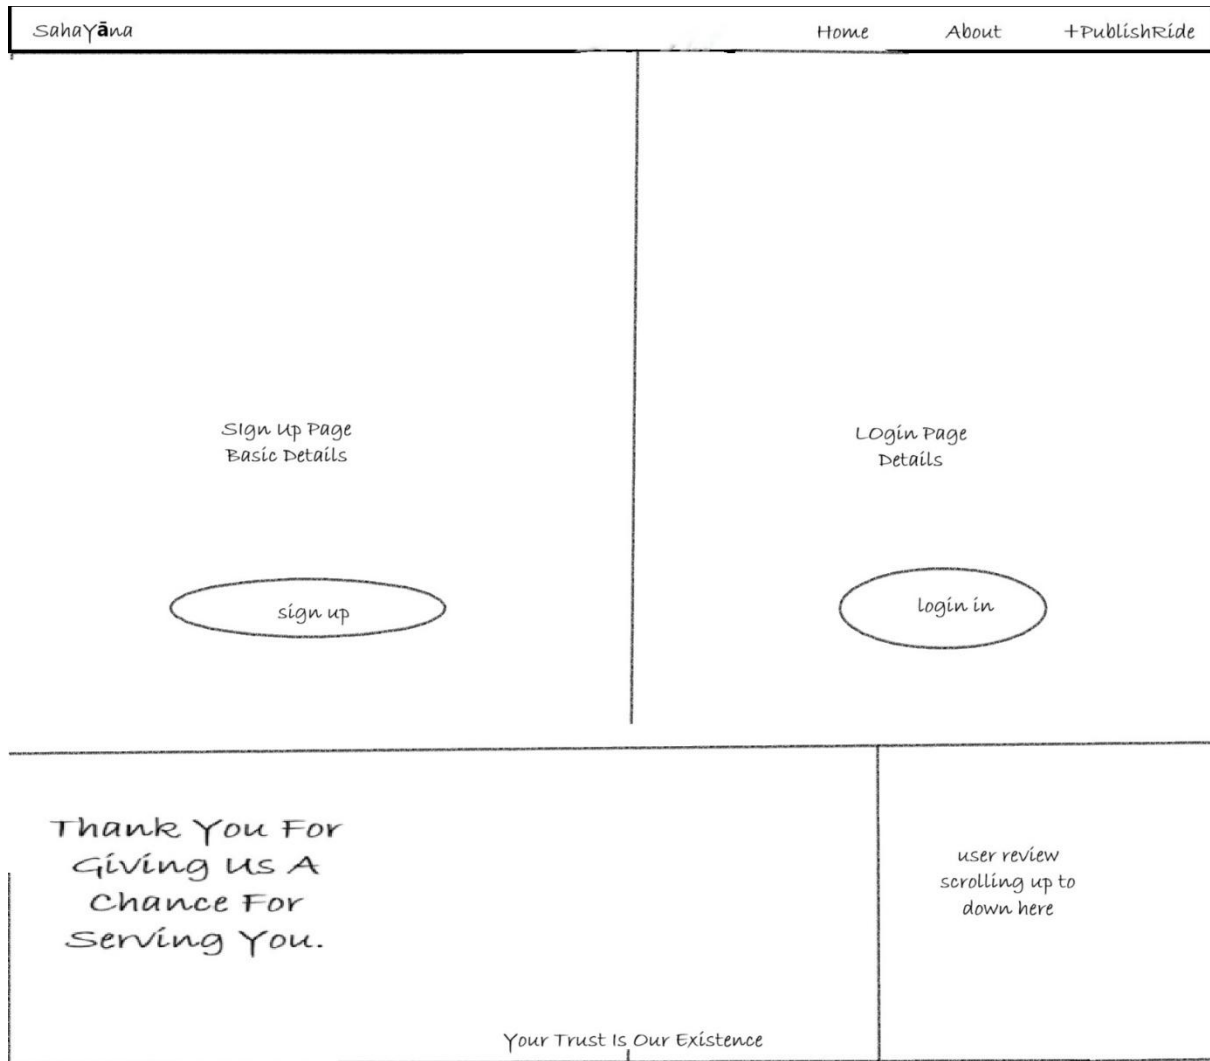 SahaYāna
Home
About
+PublishRide
SIgn Up Page
Basic Details
LOgin Page
Details
sign up
login in
Thank You For
Giving Us A
Chance For
Serving You.
user review
scrolling up to
down here
Your Trust Is Our Existence